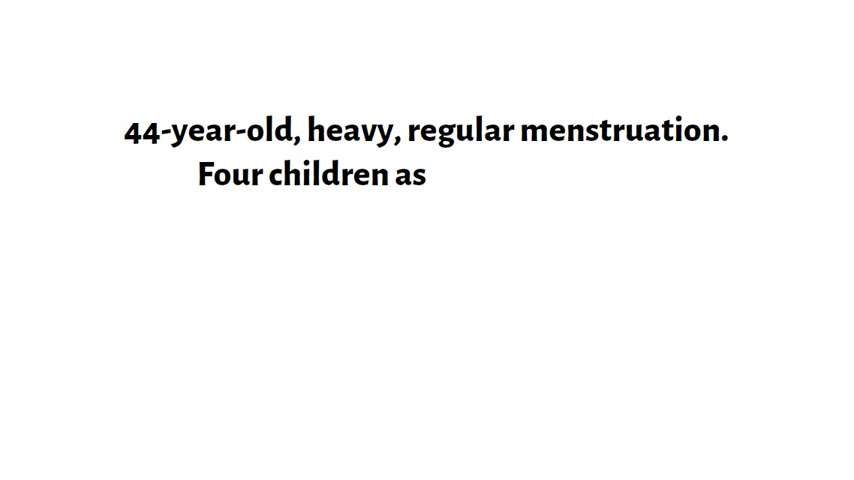 44-year-old, heavy, regular menstruation.
Four children as